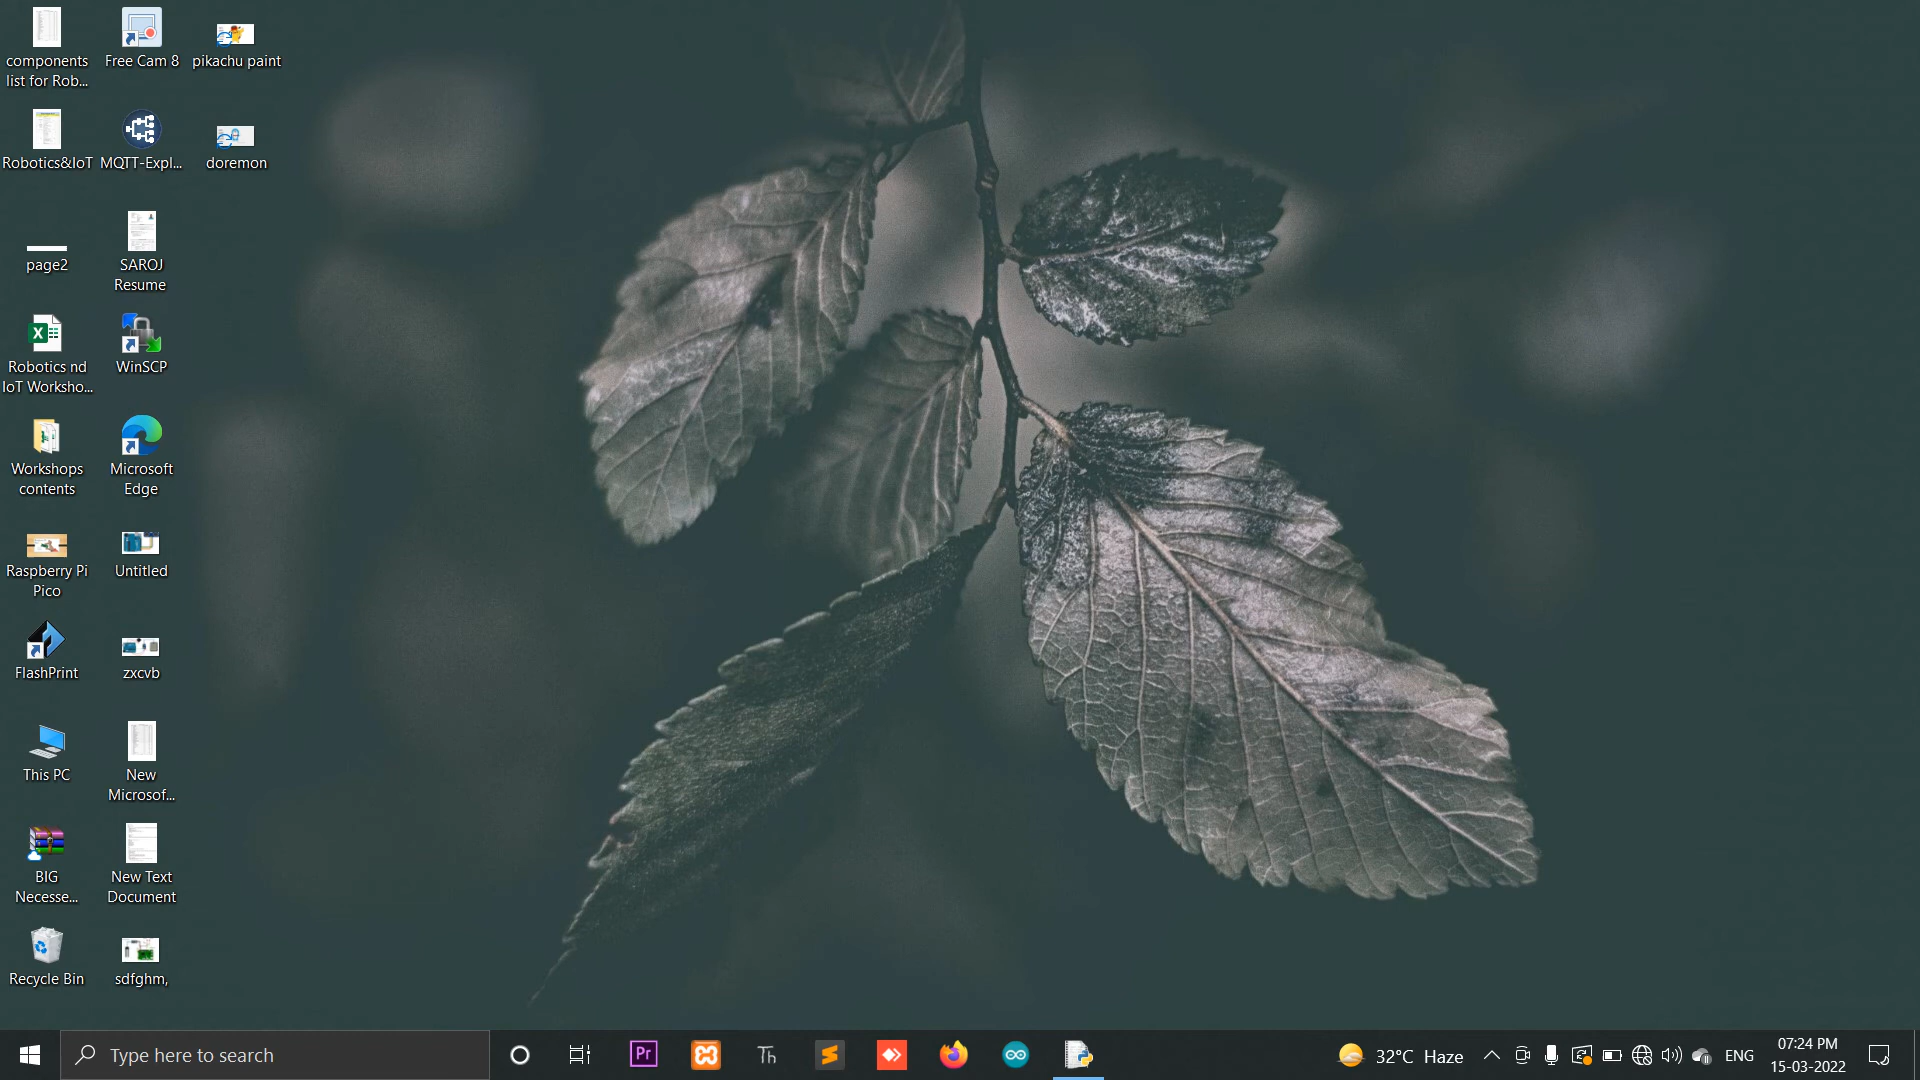 components
list for Rob...
Free Cam 8
pikachu paint
Robotics&IoT
MQTT-Expl...
doremon
page2
SAROJ
Resume
Robotics nd
IoT Worksho...
WinSCP
Workshops
contents
Microsoft
Edge
Raspberry Pi
Pico
Untitled
FlashPrint
zxcvb
This PC
New
Microsof...
BIG
Necesse...
New Text
Document
Recycle Bin
sdfghm,
Type here to search
Pr
Th
32°C Haze
ENG
07:24 PM
15-03-2022